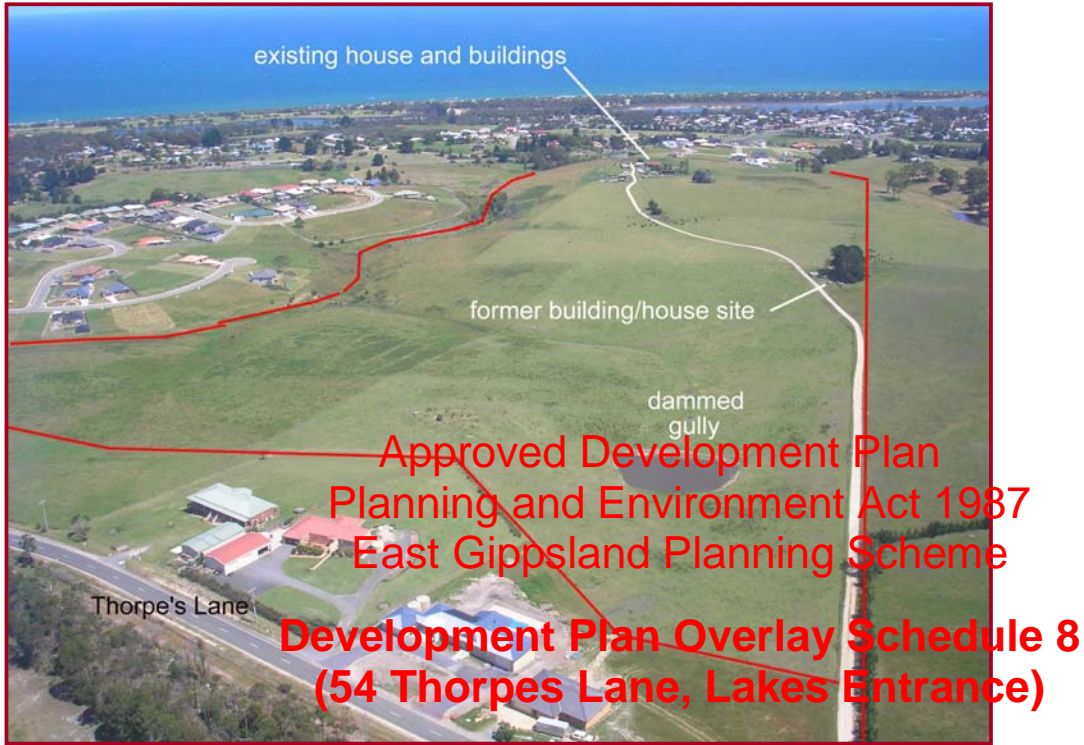 existing house and buildings
former building/house site
dammed
gully
Approved Development Plan
Planning and Environment Act 1987
East Gippsland Planning Scheme
Thorpe's Lane
Development Plan Overlay Schedule 8
(54 Thorpes Lane, Lakes Entrance)